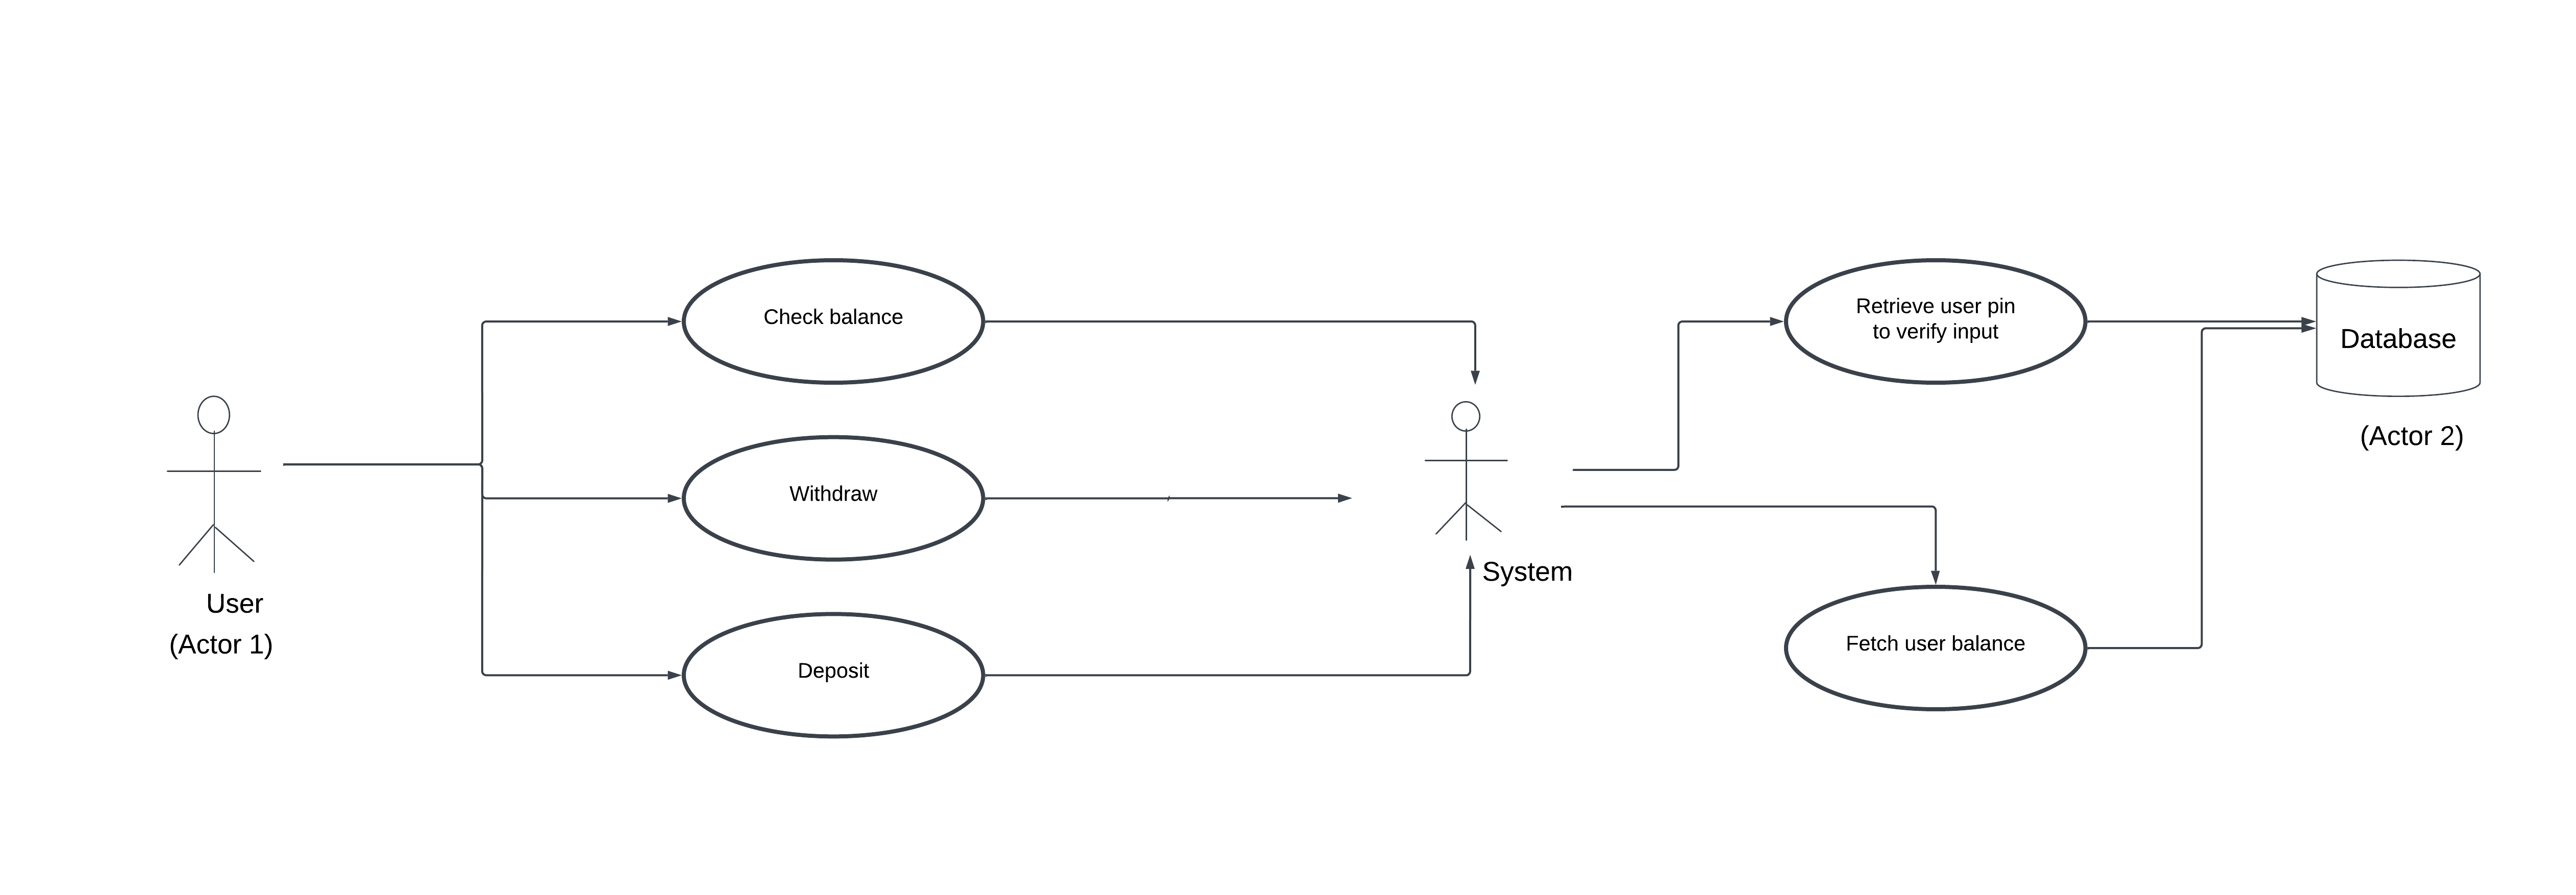 Check balance
Retrieve user pin
to verify input
Database
(Actor 2)
Withdraw
System
User
(Actor 1)
Fetch user balance
Deposit